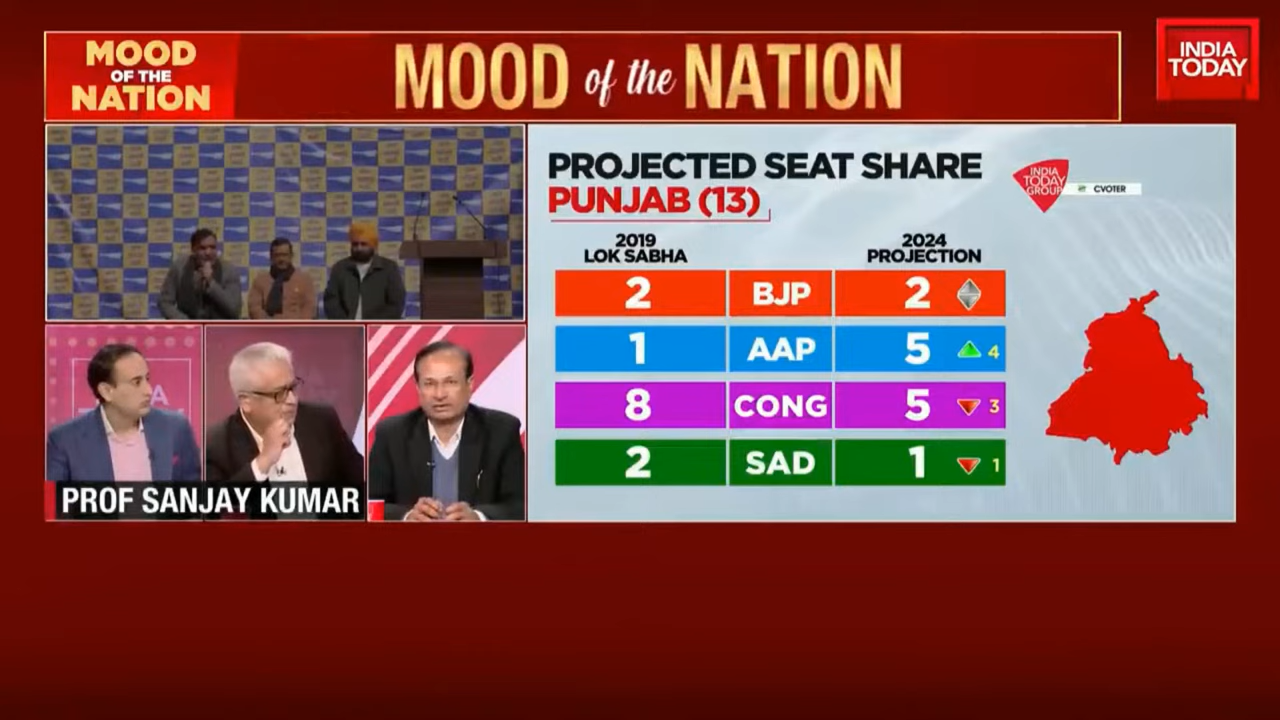 MOOD
OF THE
NATION
MOOD of the NATION
INDIA
TODAY
PROJECTED SEAT SHARE
PUNJAB (13)
INDIA
TODAY
GROUP
CVOTER
2019
LOK SABHA
2024
PROJECTION
2 BJP 2
1 AAP 5 4
8 CONG 5 3
2 SAD 1 1
PROF SANJAY KUMAR